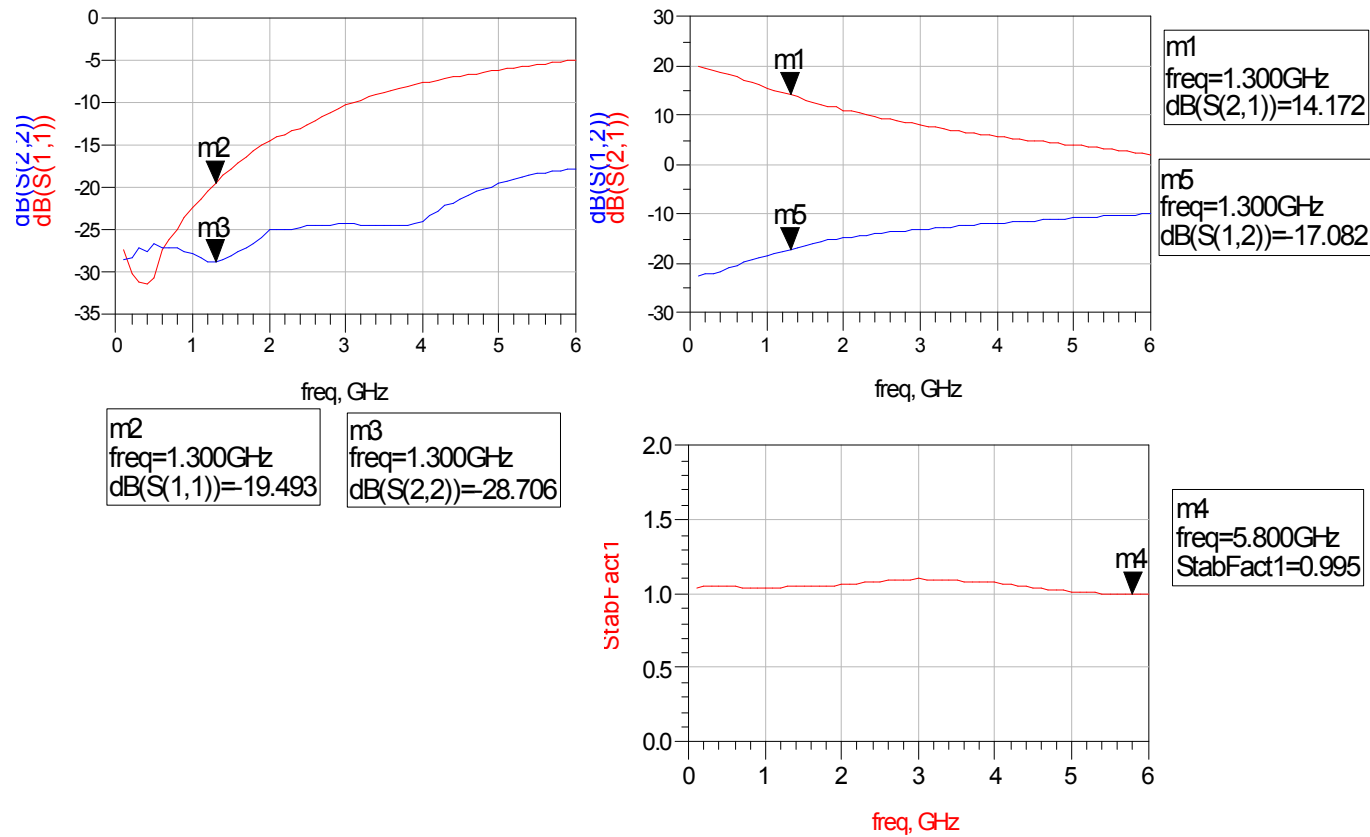 0
-5
-10
-15
-20
-25
-30
-35
dB(S(2,2))
dB(S(1,1))
m2
m3
0 1 2 3 4 5 6
freq, GHz
m2
freq=1.300GHz
dB(S(1,1))=-19.493
m3
freq=1.300GHz
dB(S(2,2))=-28.706
30
20
10
0
-10
-20
-30
dB(S(1,2))
dB(S(2,1))
m1
m5
0 1 2 3 4 5 6
freq, GHz
m1
freq=1.300GHz
dB(S(2,1))=14.172
m5
freq=1.300GHz
dB(S(1,2))=-17.082
2.0
1.5
1.0
0.5
0.0
StabFact1
m4
0 1 2 3 4 5 6
freq, GHz
m4
freq=5.800GHz
StabFact1=0.995